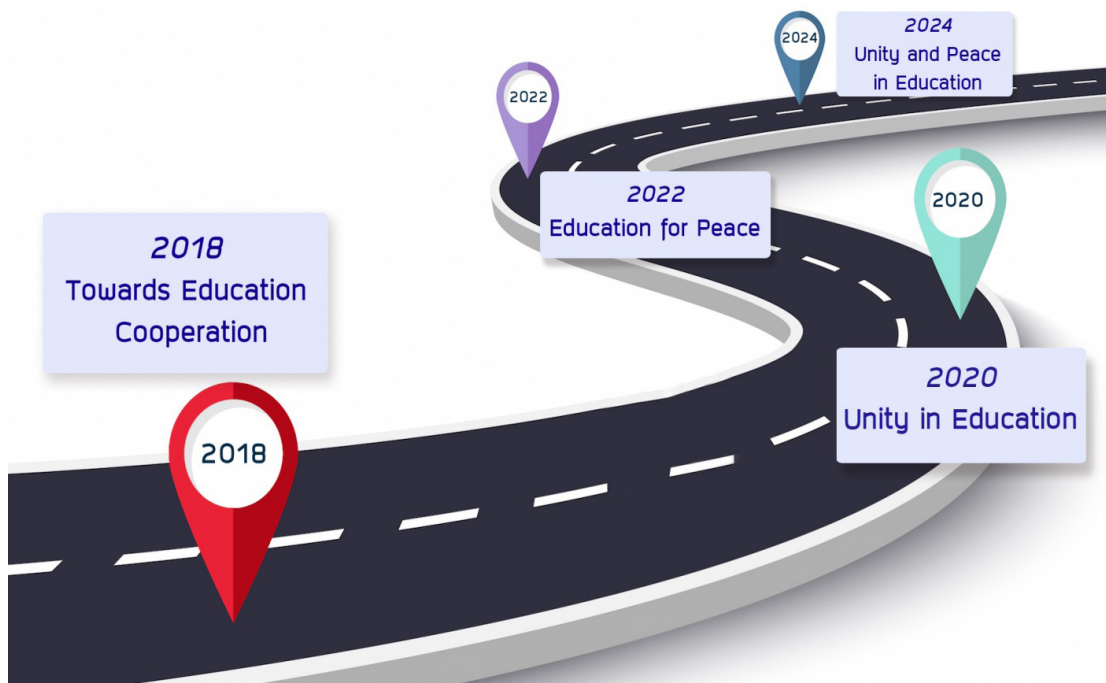 2018
Towards Education
Cooperation
2018
2020
2020
Unity in Education
2022
2022
Education for Peace
2024
2024
Unity and Peace
in Education